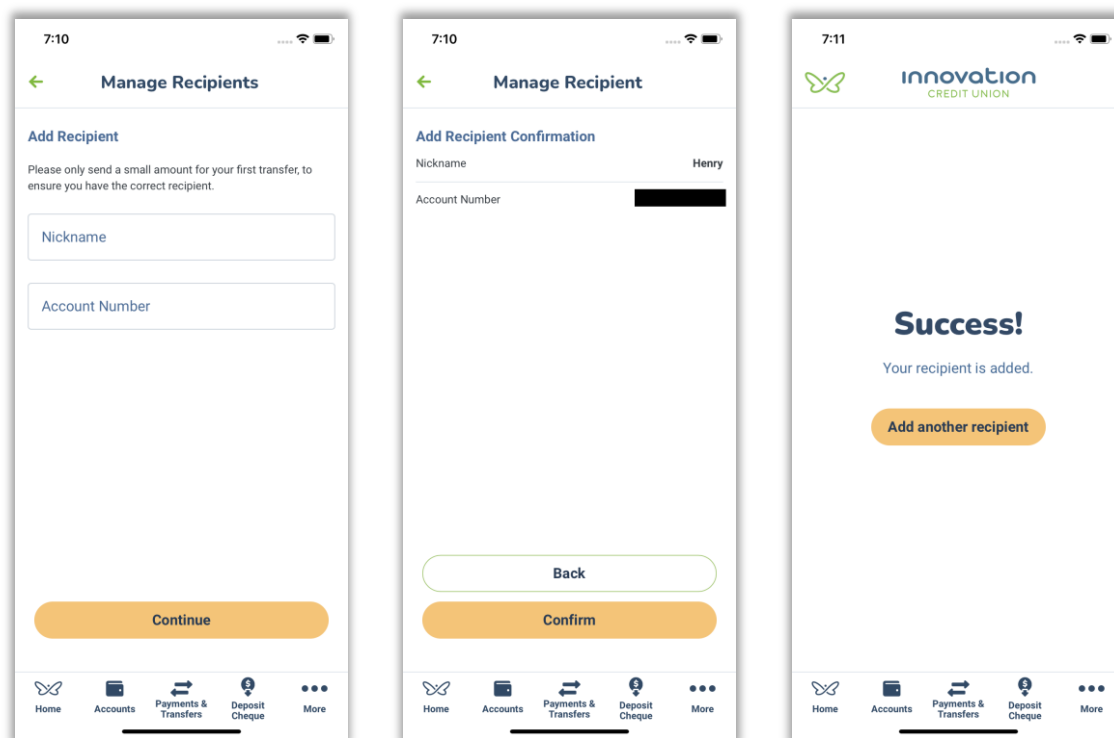 7:10
Manage Recipients
Add Recipient
Please only send a small amount for your first transfer, to
ensure you have the correct recipient.
Nickname
Account Number
Continue
Home
Accounts
Payments &
Transfers
Deposit
Cheque
More
7:10
Manage Recipient
Add Recipient Confirmation
Nickname Henry
Account Number
Back
Confirm
Home
Accounts
Payments &
Transfers
Deposit
Cheque
More
7:11
innovation
CREDIT UNION
Success!
Your recipient is added.
Add another recipient
Home
Accounts
Payments &
Transfers
Deposit
Cheque
More